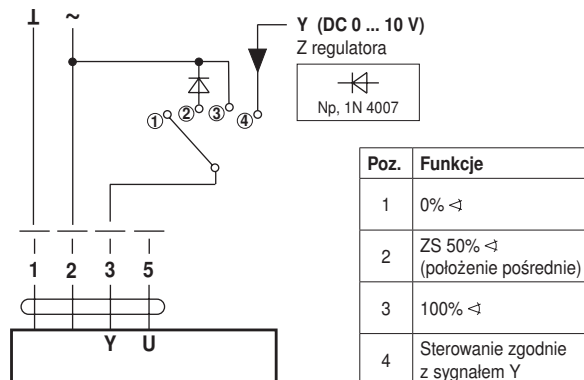 ⊥ ~
Y (DC 0 ... 10 V)
Z regulatora
Np, 1N 4007
① ② ③ ④
1 2 3 5
Y U
Poz. Funkcje
1 0% ∢
2 ZS 50% ∢
(położenie pośrednie)
3 100% ∢
4 Sterowanie zgodnie
z sygnałem Y